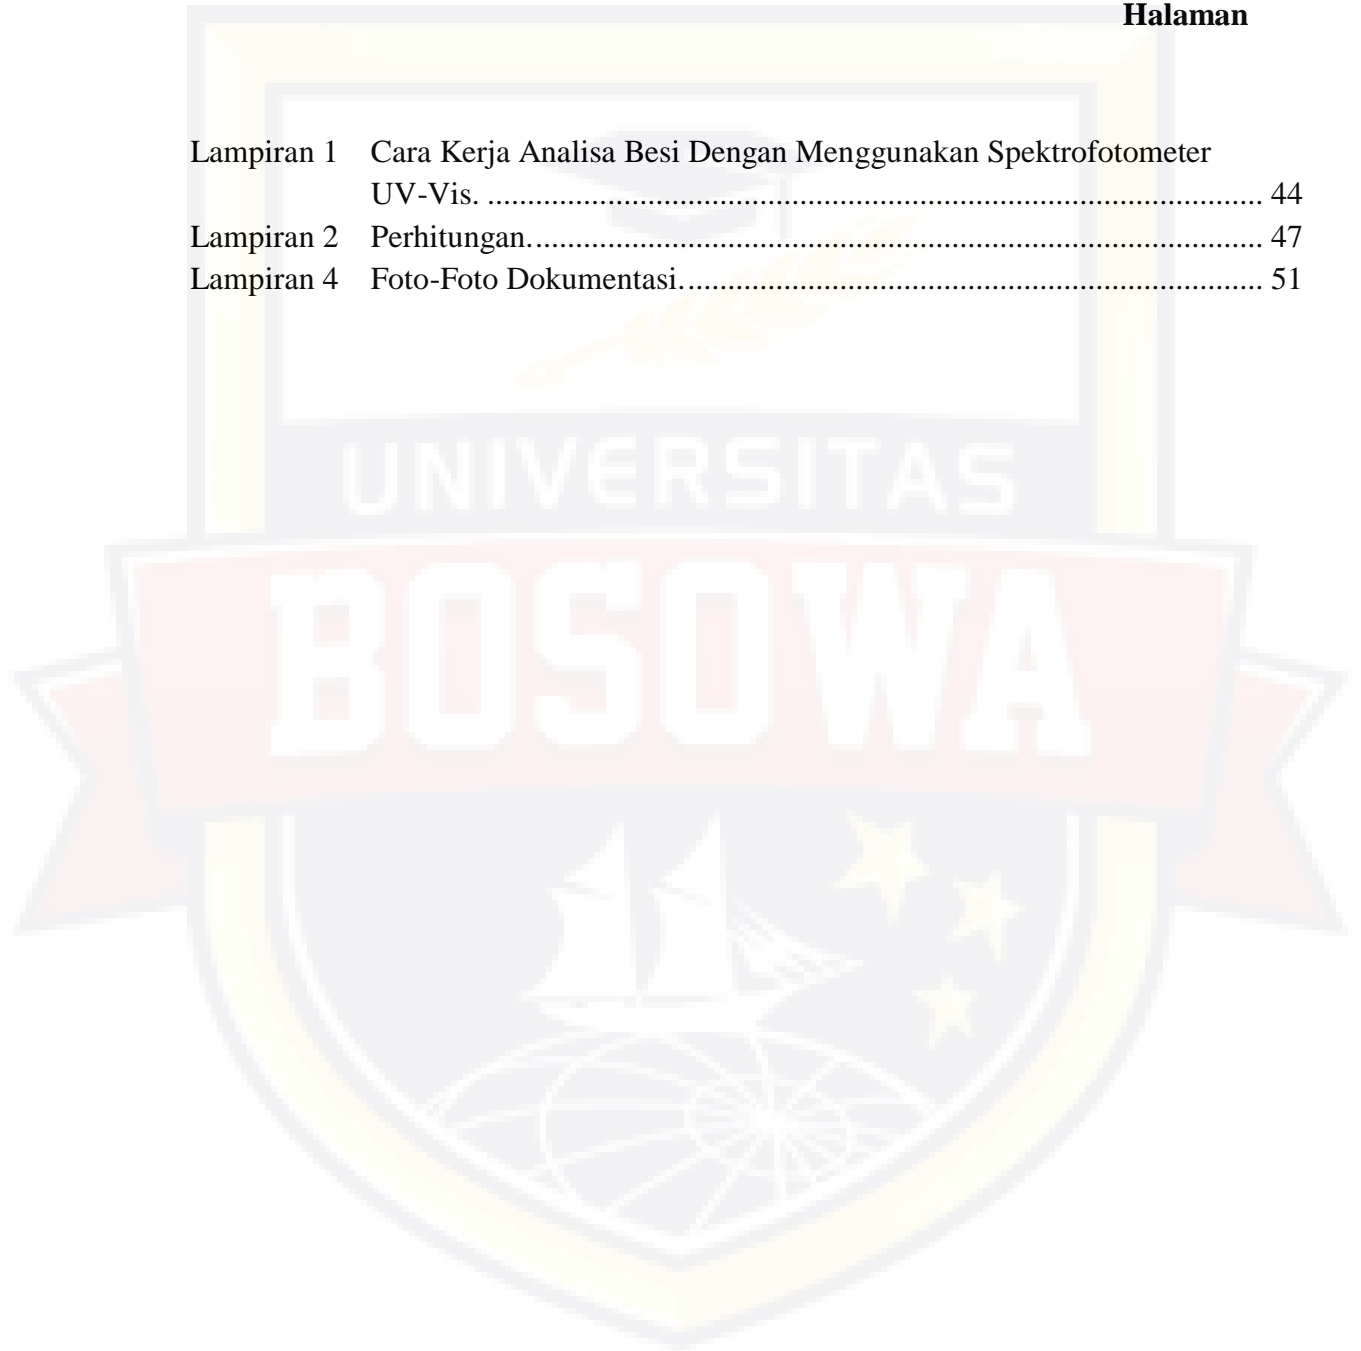 Halaman
Lampiran 1 Cara Kerja Analisa Besi Dengan Menggunakan Spektrofotometer
UV-Vis. ................................................................................................ 44
Lampiran 2 Perhitungan........................................................................................... 47
Lampiran 4 Foto-Foto Dokumentasi........................................................................ 51
UNIVERSITAS
BOSOWA